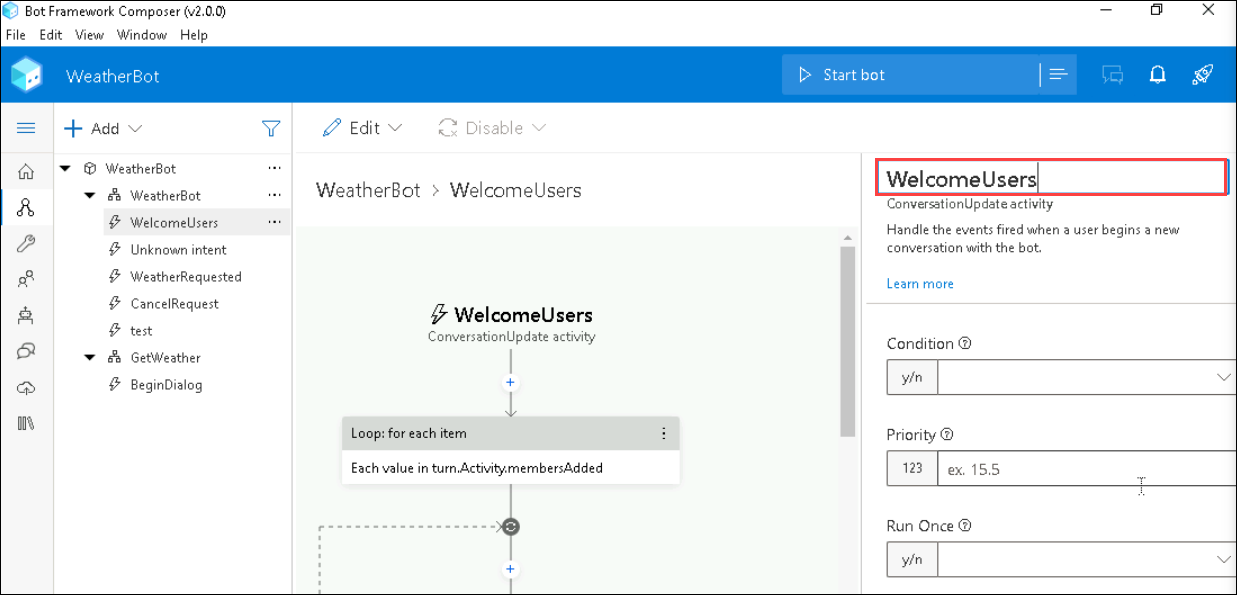 Bot Framework Composer (v2.0.0)
File Edit View Window Help
WeatherBot
Start bot
Add
Edit
Disable
WeatherBot
WeatherBot
WelcomeUsers
Unknown intent
WeatherRequested
CancelRequest
test
GetWeather
BeginDialog
WeatherBot > WelcomeUsers
WelcomeUsers
ConversationUpdate activity
Loop: for each item
Each value in turn.Activity.membersAdded
WelcomeUsers
ConversationUpdate activity
Handle the events fired when a user begins a new
conversation with the bot.
Learn more
Condition
y/n
Priority
123 ex. 15.5
Run Once
y/n